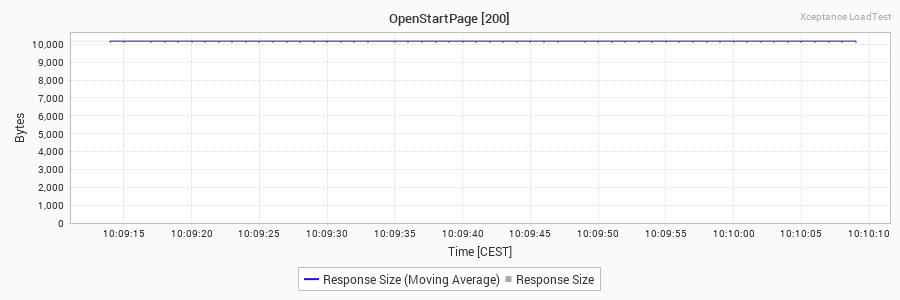 OpenStartPage [200]
Xceptance LoadTest
10,000
9,000
8,000
7,000
6,000
5,000
4,000
3,000
2,000
1,000
0
Bytes
10:09:15 10:09:20 10:09:25 10:09:30 10:09:35 10:09:40 10:09:45 10:09:50 10:09:55 10:10:00 10:10:05 10:10:10
Time [CEST]
Response Size (Moving Average) Response Size